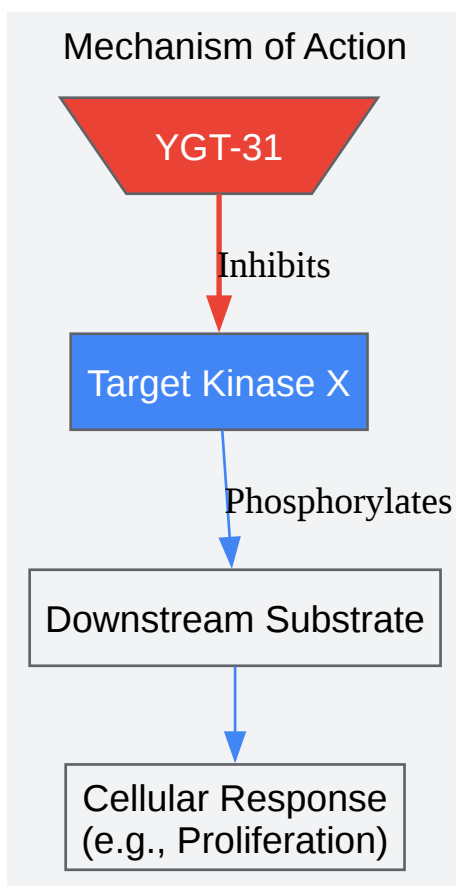 Mechanism of Action
YGT-31
Inhibits
Target Kinase X
Phosphorylates
Downstream Substrate
Cellular Response
(e.g., Proliferation)